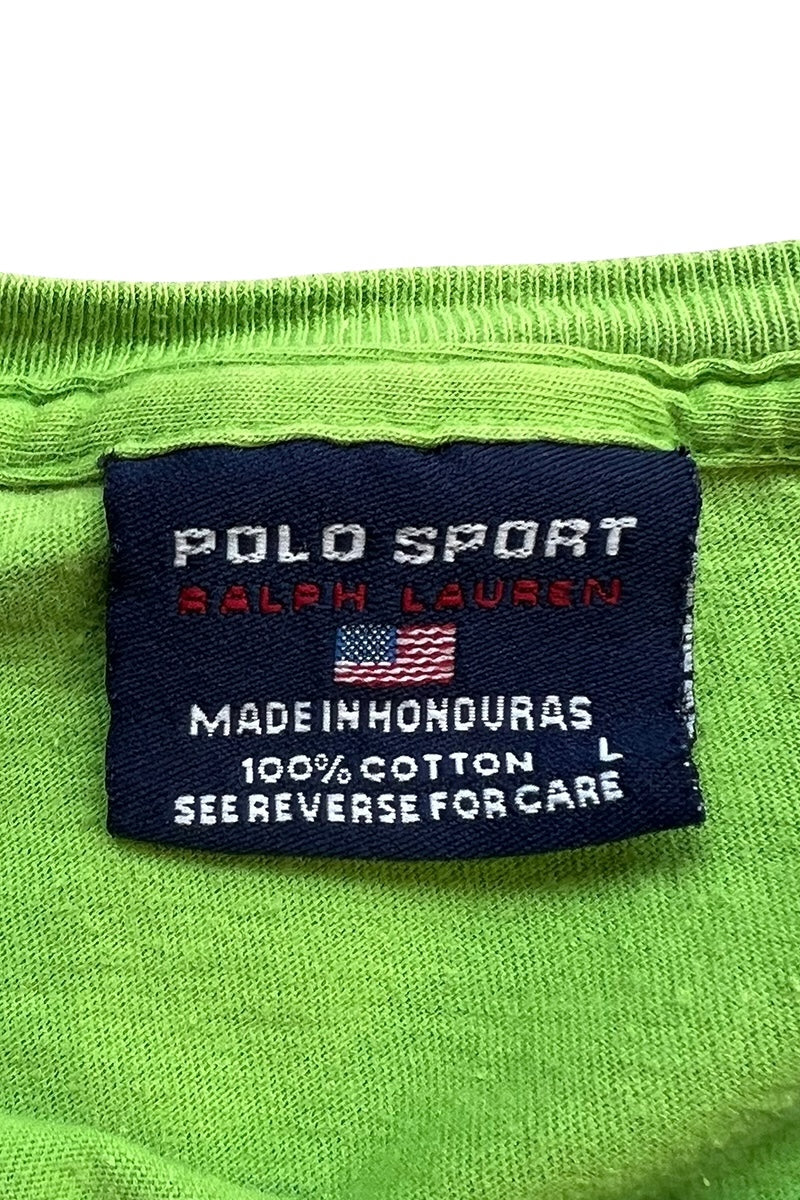 POLO SPORT
RALPH LAUREN
MADE IN HONDURAS
100% COTTON L
SEE REVERSE FOR CARE